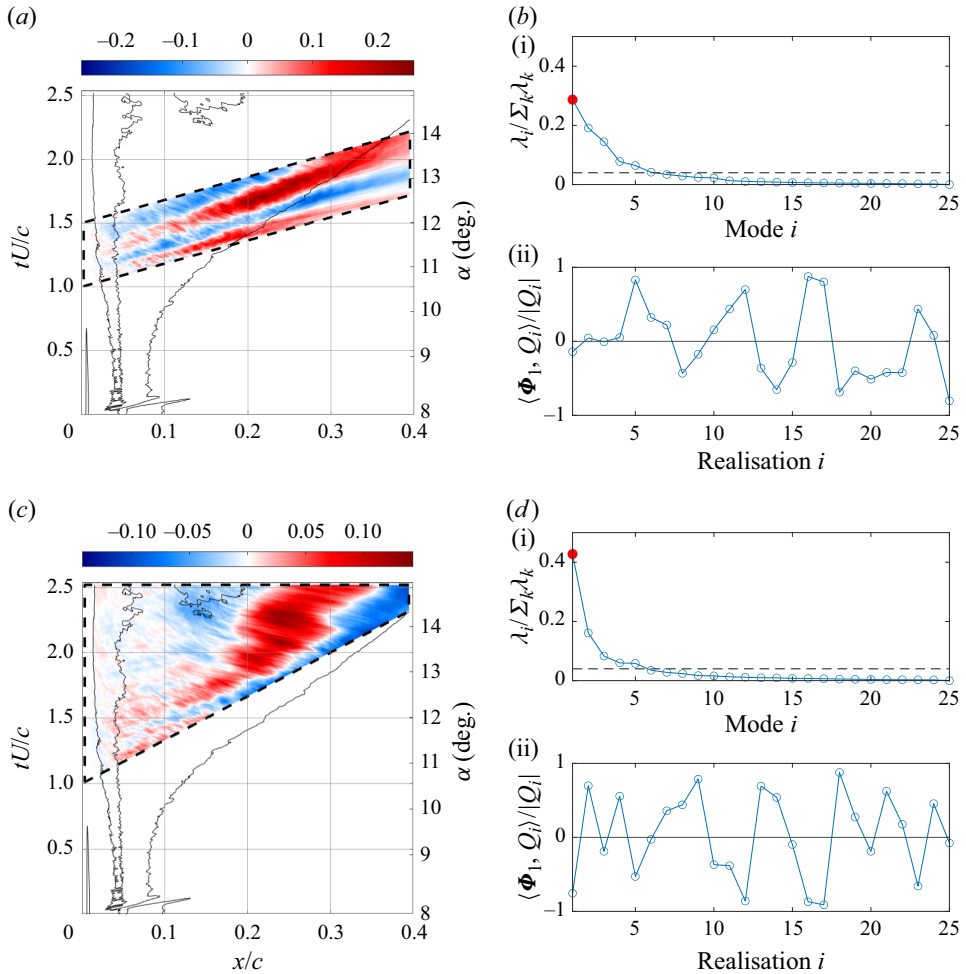 (a)
−0.2 −0.1 0 0.1 0.2
2.5
2.0
1.5
1.0
0.5
tU/c
14
13
12
11
10
9
8
α (deg.)
0 0.1 0.2 0.3 0.4
(b)
(i)
0.4
0.2
0
λi/Σkλk
5 10 15 20 25
Mode i
(ii)
1
0
−1
⟨Φ1, Qi⟩/|Qi|
5 10 15 20 25
Realisation i
(c)
−0.10 −0.05 0 0.05 0.10
2.5
2.0
1.5
1.0
0.5
tU/c
14
13
12
11
10
9
8
α (deg.)
0 0.1 0.2 0.3 0.4
x/c
(d)
(i)
0.4
0.2
0
λi/Σkλk
5 10 15 20 25
Mode i
(ii)
1
0
−1
⟨Φ1, Qi⟩/|Qi|
5 10 15 20 25
Realisation i